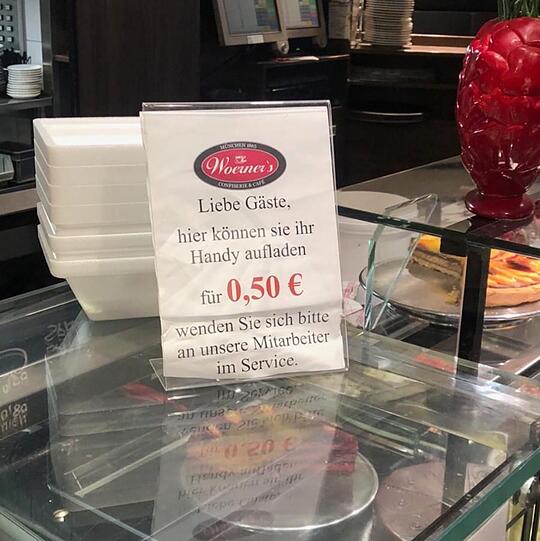 MÜNCHEN 1865
Woerner's
CONFISERIE & CAFÉ
Liebe Gäste,
hier können sie ihr
Handy aufladen
für 0,50 €
wenden Sie sich bitte
an unsere Mitarbeiter
im Service.